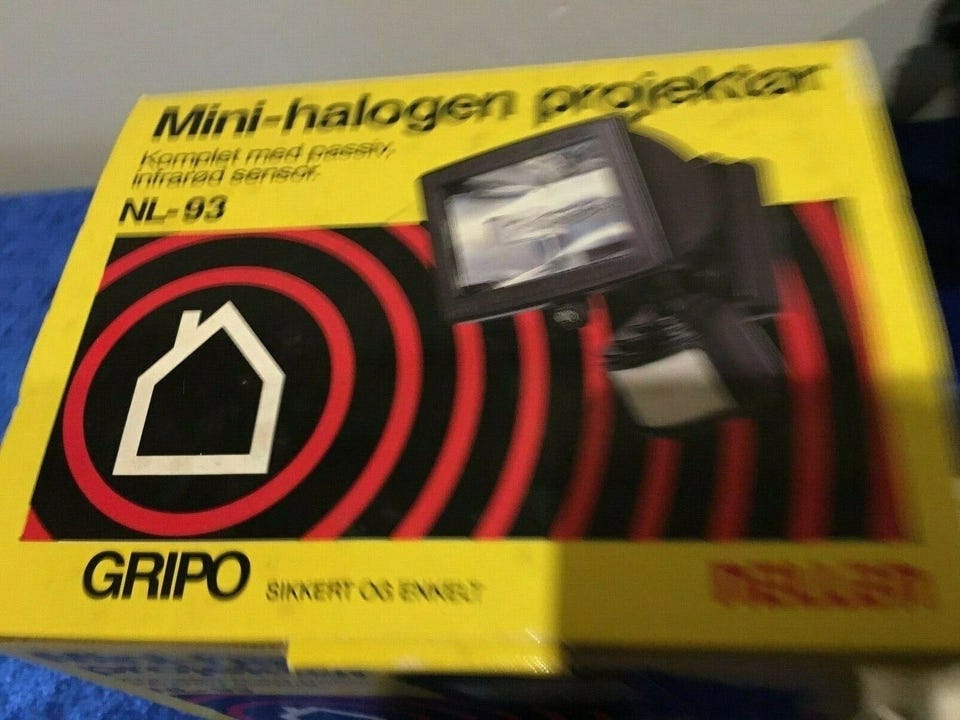 Mini-halogen projektør
Komplet med passiv,
infrarød sensor.
NL-93
GRIPO
SIKKERT OG ENKELT